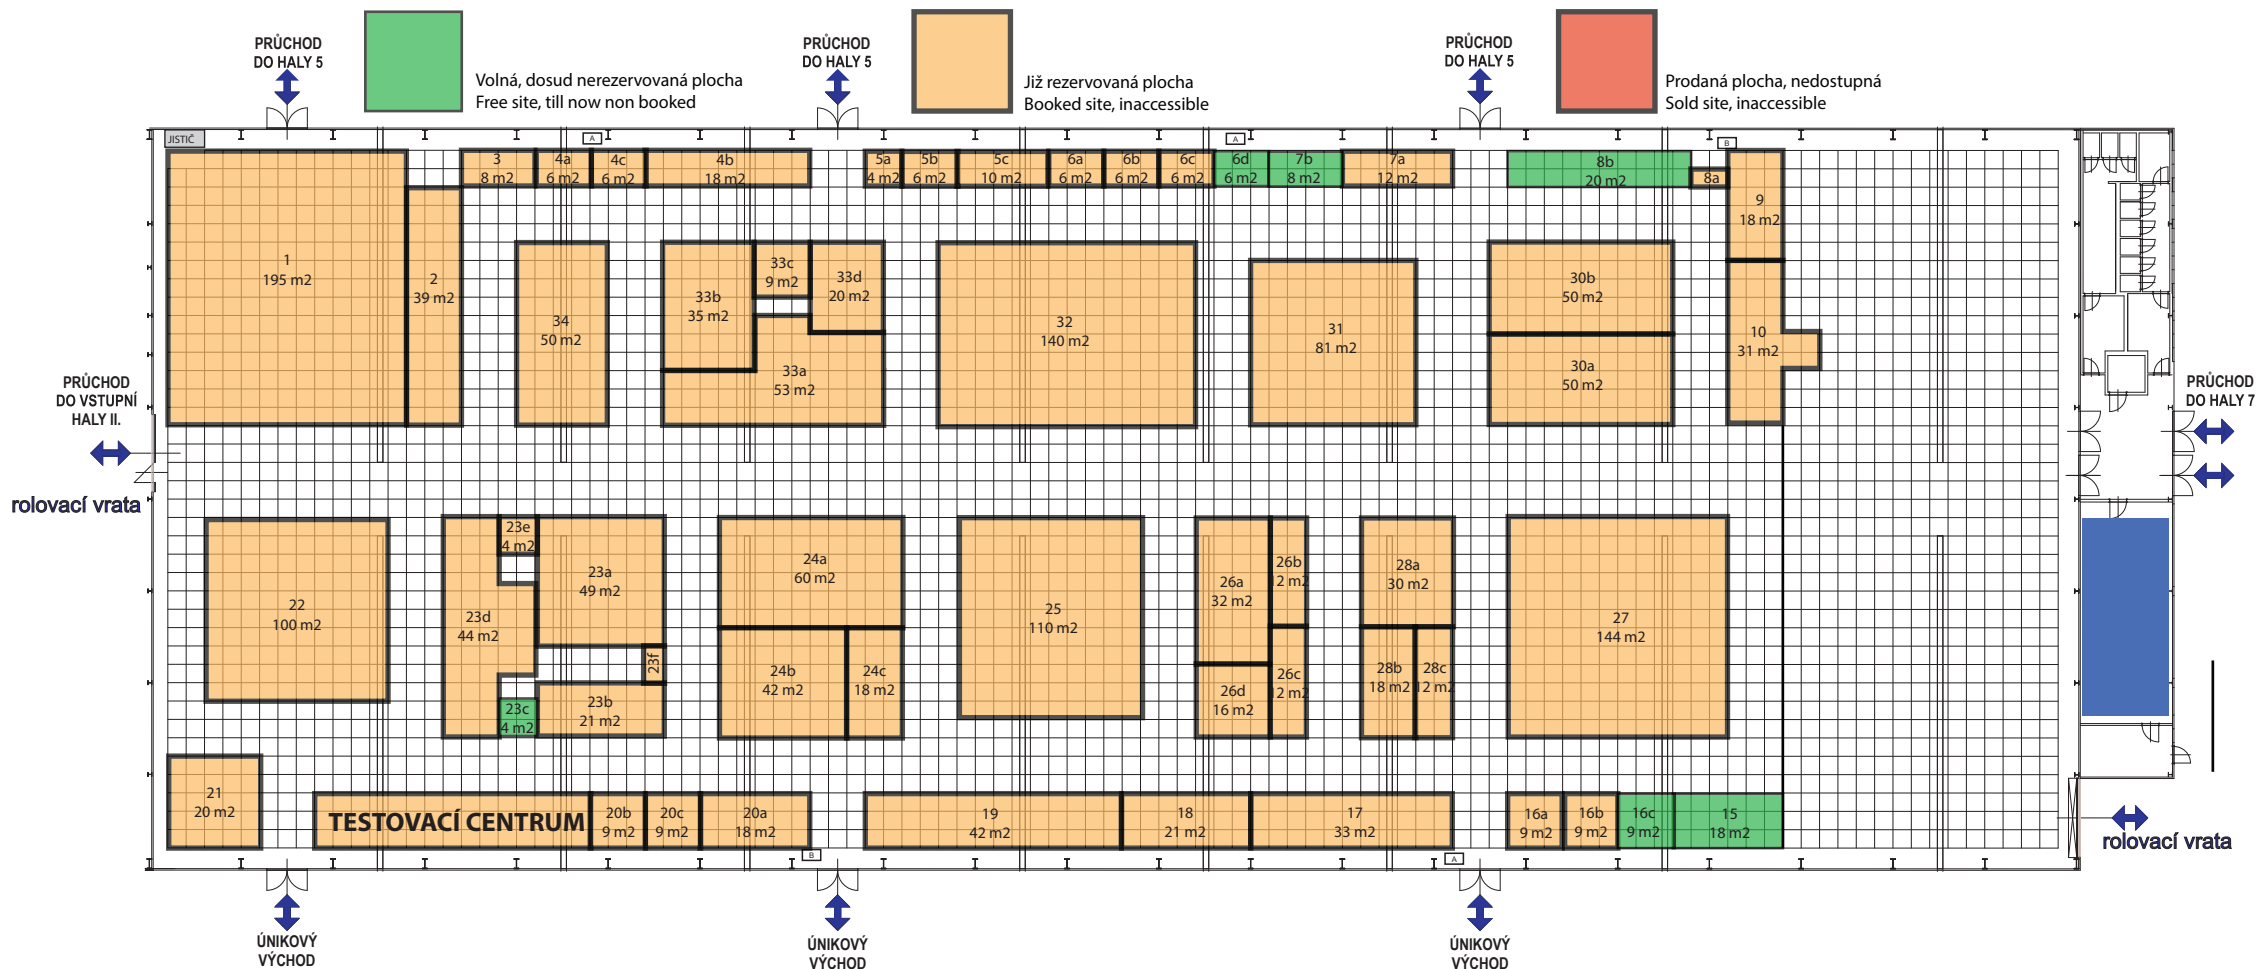 PRŮCHOD
DO HALY 5
Volná, dosud nerezervovaná plocha
Free site, till now non booked
PRŮCHOD
DO HALY 5
Již rezervovaná plocha
Booked site, inaccessible
PRŮCHOD
DO HALY 5
Prodaná plocha, nedostupná
Sold site, inaccessible
JISTIČ
A
A
B
3
8 m2
4a
6 m2
4c
6 m2
4b
18 m2
5a
4 m2
5b
6 m2
5c
10 m2
6a
6 m2
6b
6 m2
6c
6 m2
6d
6 m2
7b
8 m2
7a
12 m2
8b
20 m2
8a
9
18 m2
1
195 m2
2
39 m2
34
50 m2
33b
35 m2
33c
9 m2
33d
20 m2
33a
53 m2
32
140 m2
31
81 m2
30b
50 m2
30a
50 m2
10
31 m2
PRŮCHOD
DO VSTUPNÍ
HALY II.
rolovací vrata
PRŮCHOD
DO HALY 7
22
100 m2
23d
44 m2
23e
4 m2
23a
49 m2
23f
23c
4 m2
23b
21 m2
24a
60 m2
24b
42 m2
24c
18 m2
25
110 m2
26a
32 m2
26b
12 m2
26d
16 m2
26c
12 m2
28a
30 m2
28b
18 m2
28c
12 m2
27
144 m2
21
20 m2
TESTOVACÍ CENTRUM
20b
9 m2
20c
9 m2
20a
18 m2
19
42 m2
18
21 m2
17
33 m2
16a
9 m2
16b
9 m2
16c
9 m2
15
18 m2
rolovací vrata
B
A
ÚNIKOVÝ
VÝCHOD
ÚNIKOVÝ
VÝCHOD
ÚNIKOVÝ
VÝCHOD